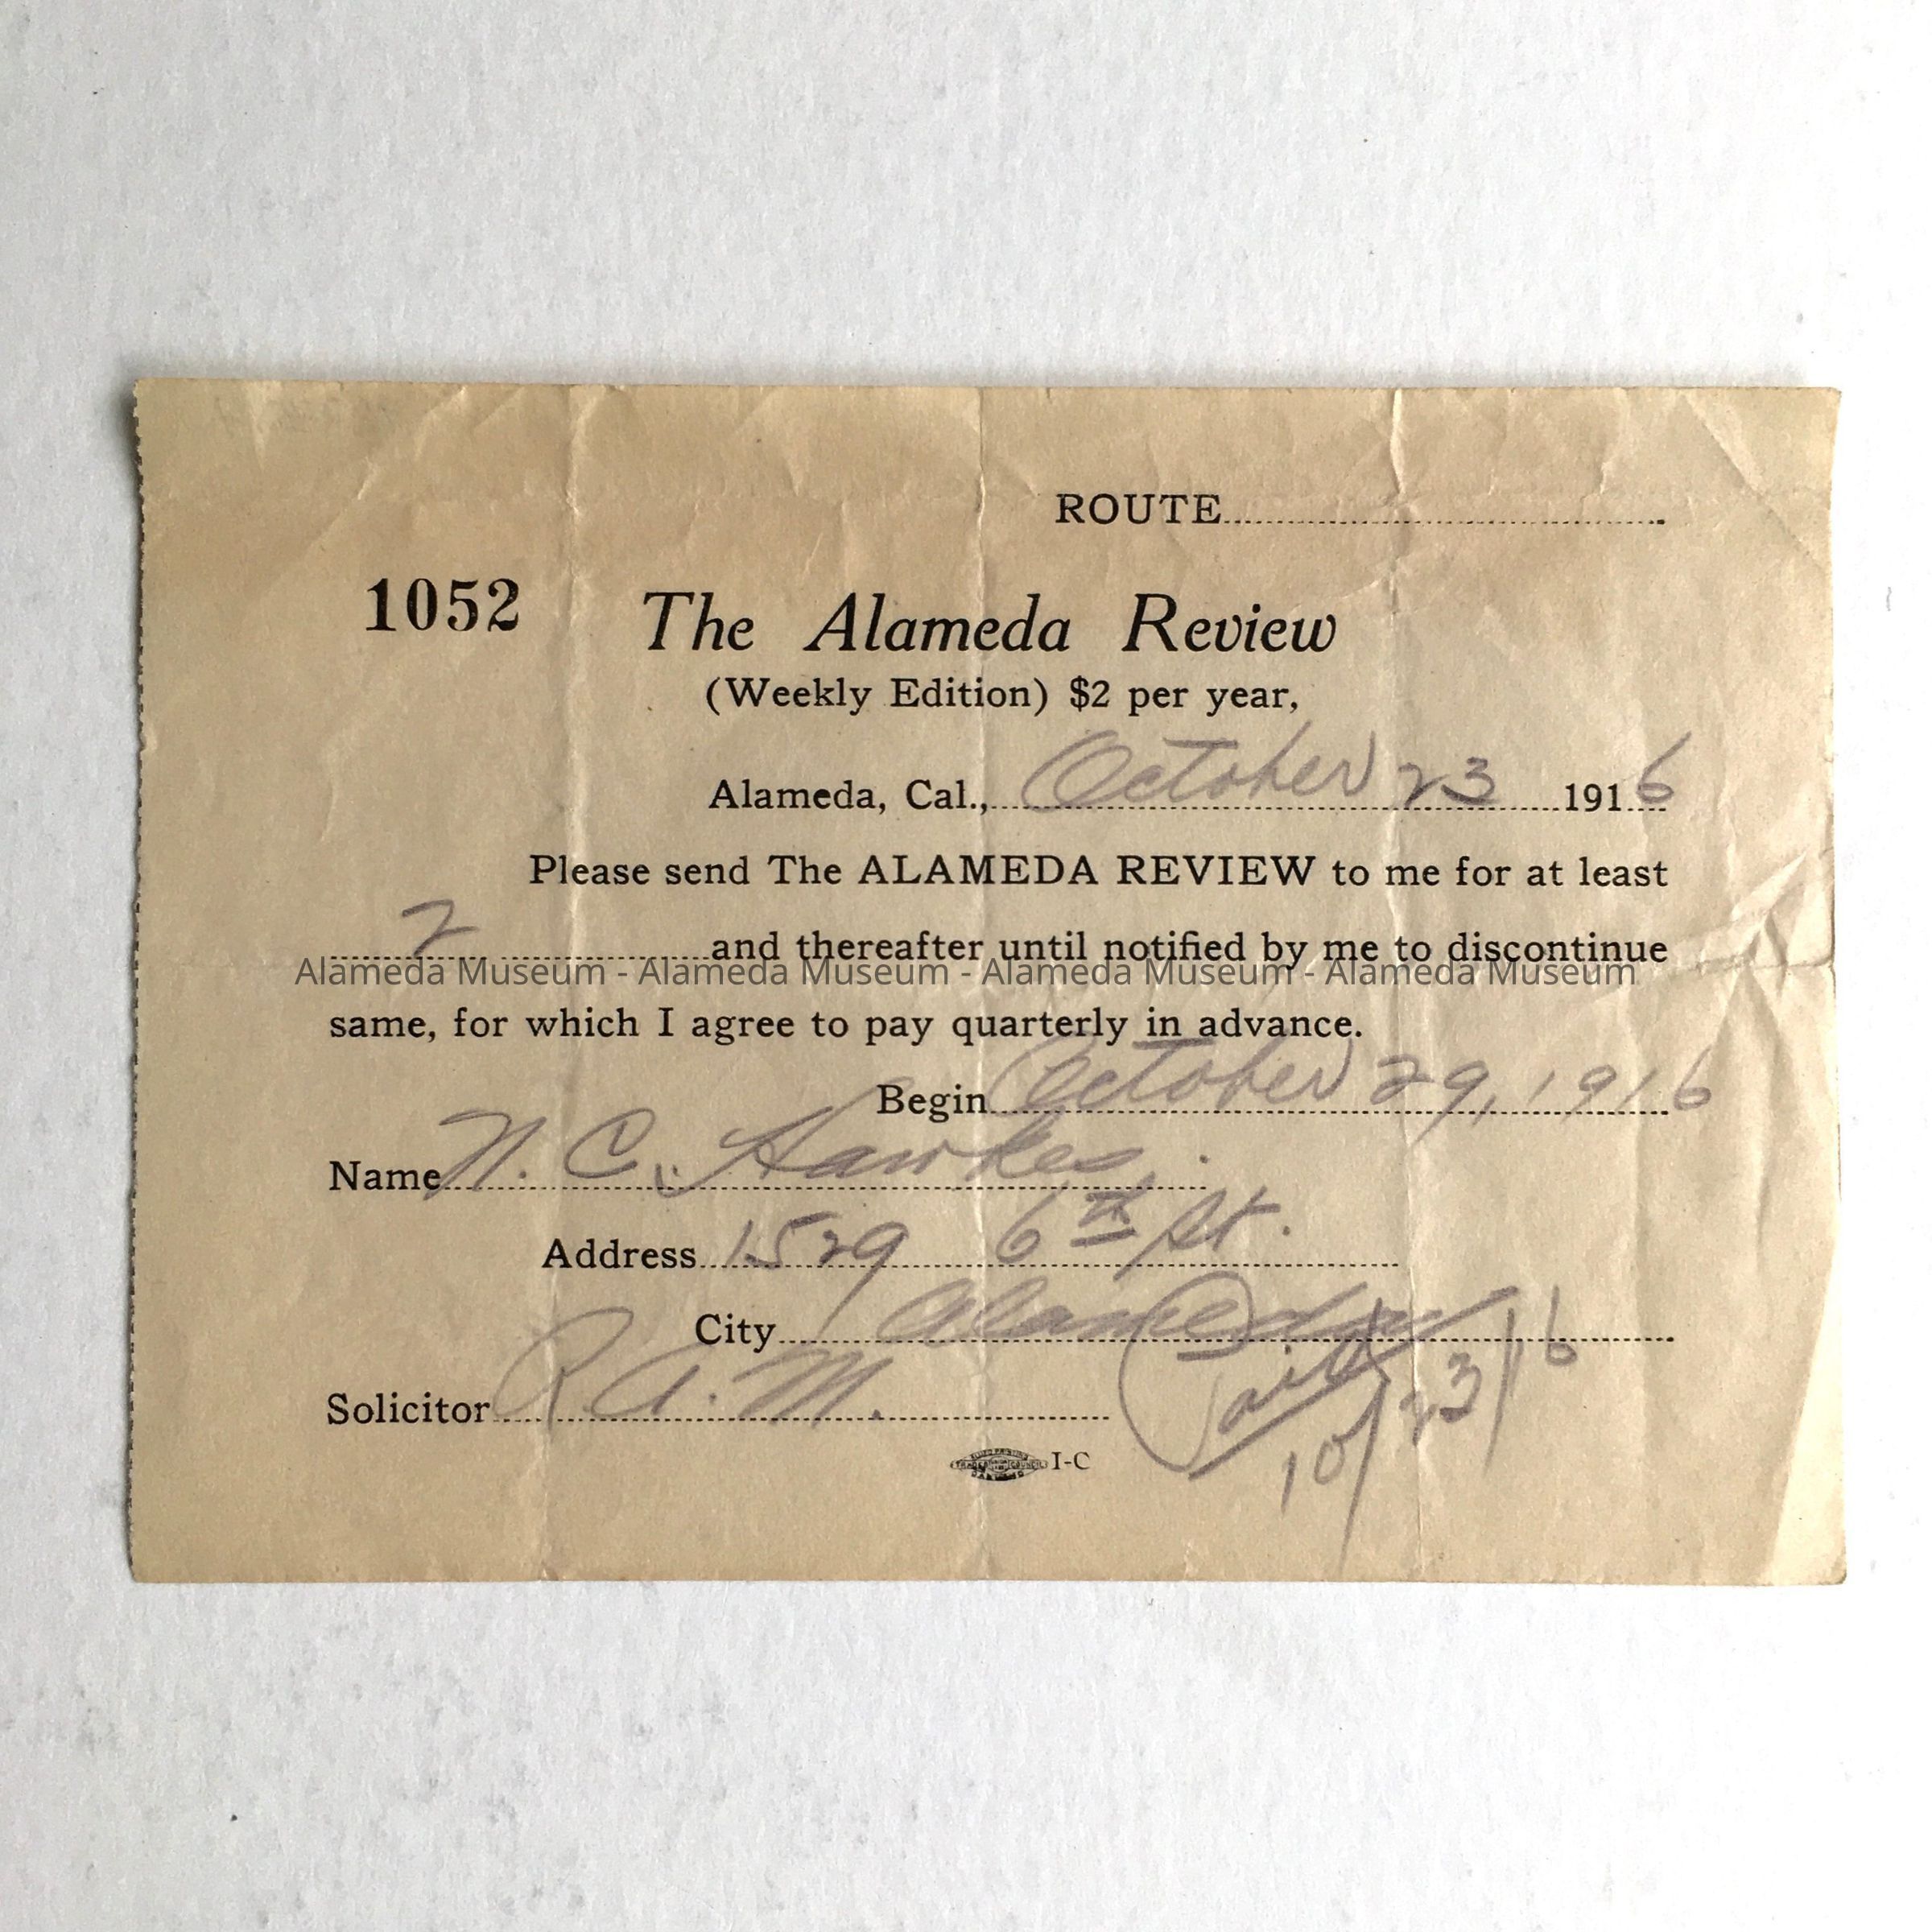 ROUTE
1052 The Alameda Review
(Weekly Edition) $2 per year,
Alameda, Cal., October 23 1916
Please send The ALAMEDA REVIEW to me for at least
2 and thereafter until notified by me to discontinue
Alameda Museum - Alameda Museum - Alameda Museum - Alameda Museum
same, for which I agree to pay quarterly in advance.
Begin October 29, 1916
Name N. C. Hawkes.
Address 1529 6th St.
City Alameda
Solicitor R.A.M.
10/23/16
I-C